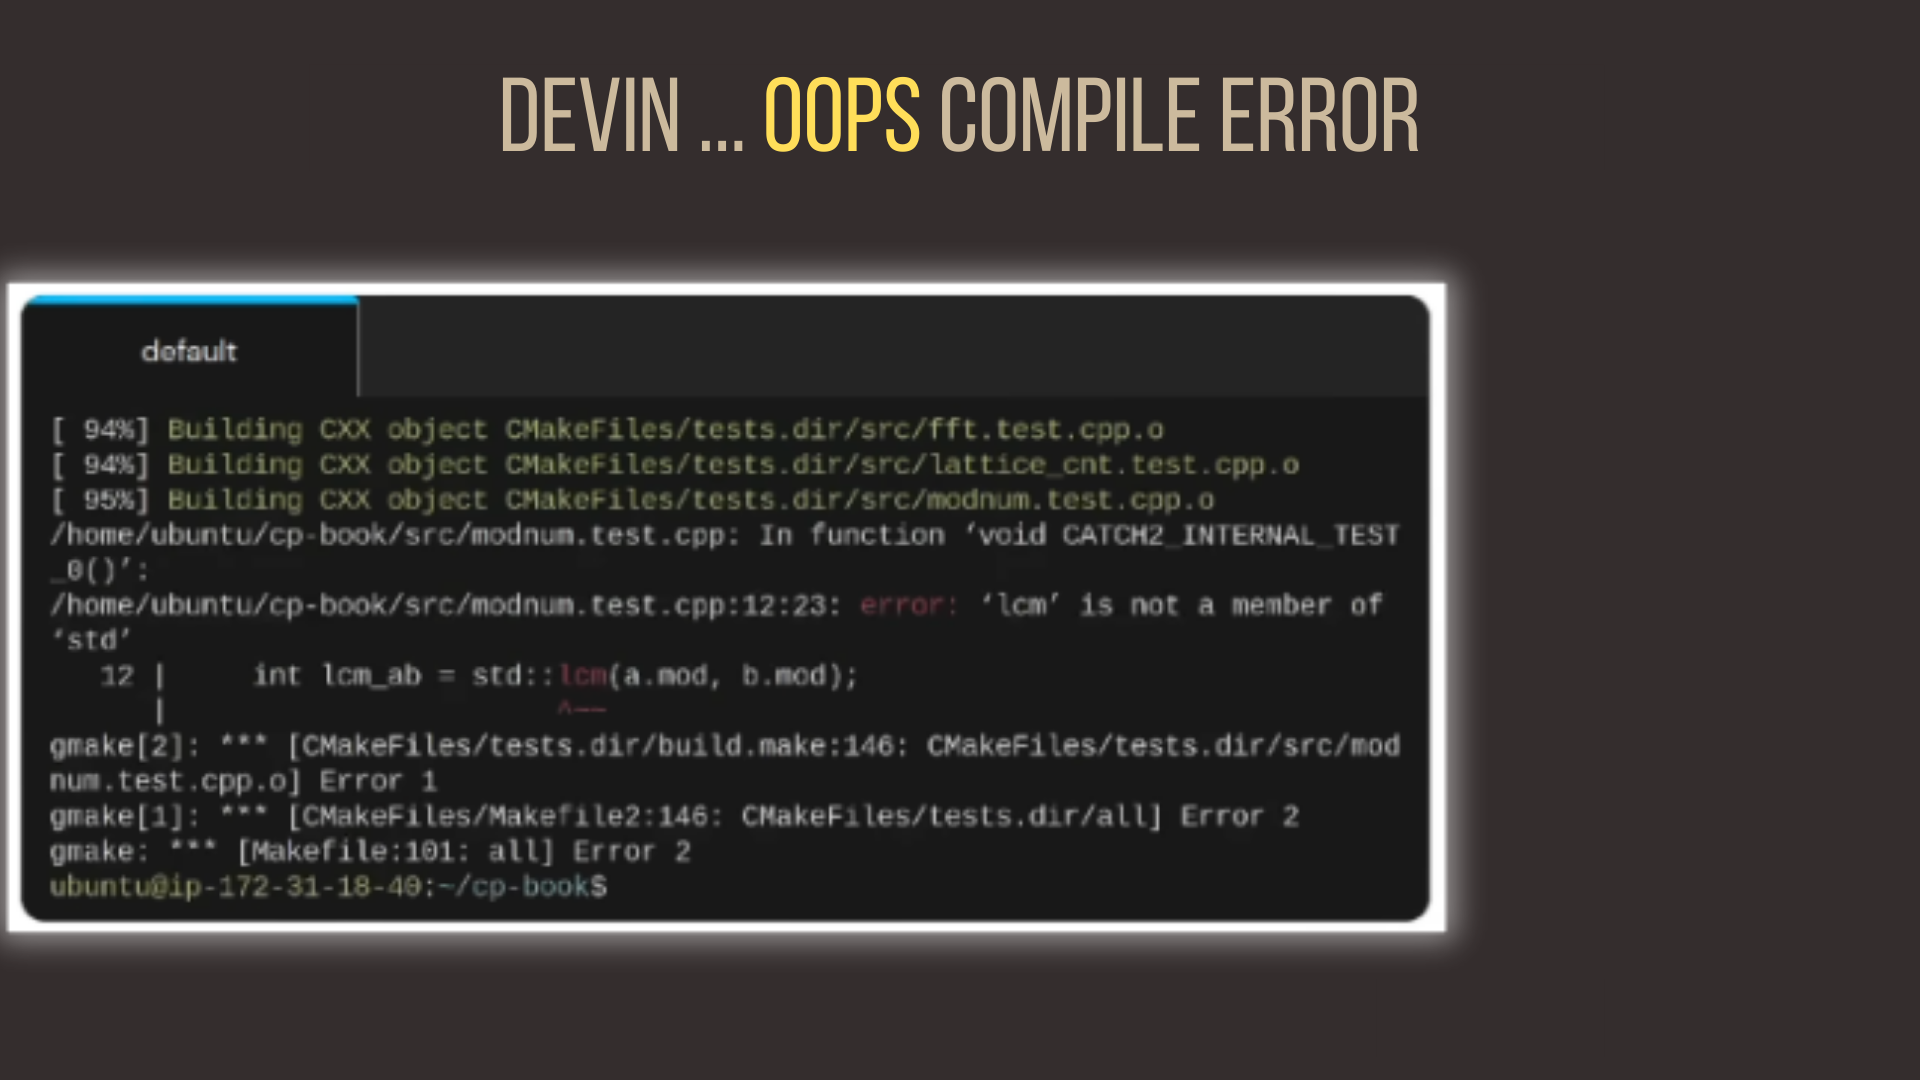 DEVIN ... OOPS COMPILE ERROR
default
[ 94%] Building CXX object CMakeFiles/tests.dir/src/fft.test.cpp.o
[ 94%] Building CXX object CMakeFiles/tests.dir/src/lattice_cnt.test.cpp.o
[ 95%] Building CXX object CMakeFiles/tests.dir/src/modnum.test.cpp.o
/home/ubuntu/cp-book/src/modnum.test.cpp: In function ‘void CATCH2_INTERNAL_TEST
_0()’:
/home/ubuntu/cp-book/src/modnum.test.cpp:12:23: error: ‘lcm’ is not a member of
‘std’
   12 |     int lcm_ab = std::lcm(a.mod, b.mod);
      |                       ^~~
gmake[2]: *** [CMakeFiles/tests.dir/build.make:146: CMakeFiles/tests.dir/src/mod
num.test.cpp.o] Error 1
gmake[1]: *** [CMakeFiles/Makefile2:146: CMakeFiles/tests.dir/all] Error 2
gmake: *** [Makefile:101: all] Error 2
ubuntu@ip-172-31-18-40:~/cp-book$